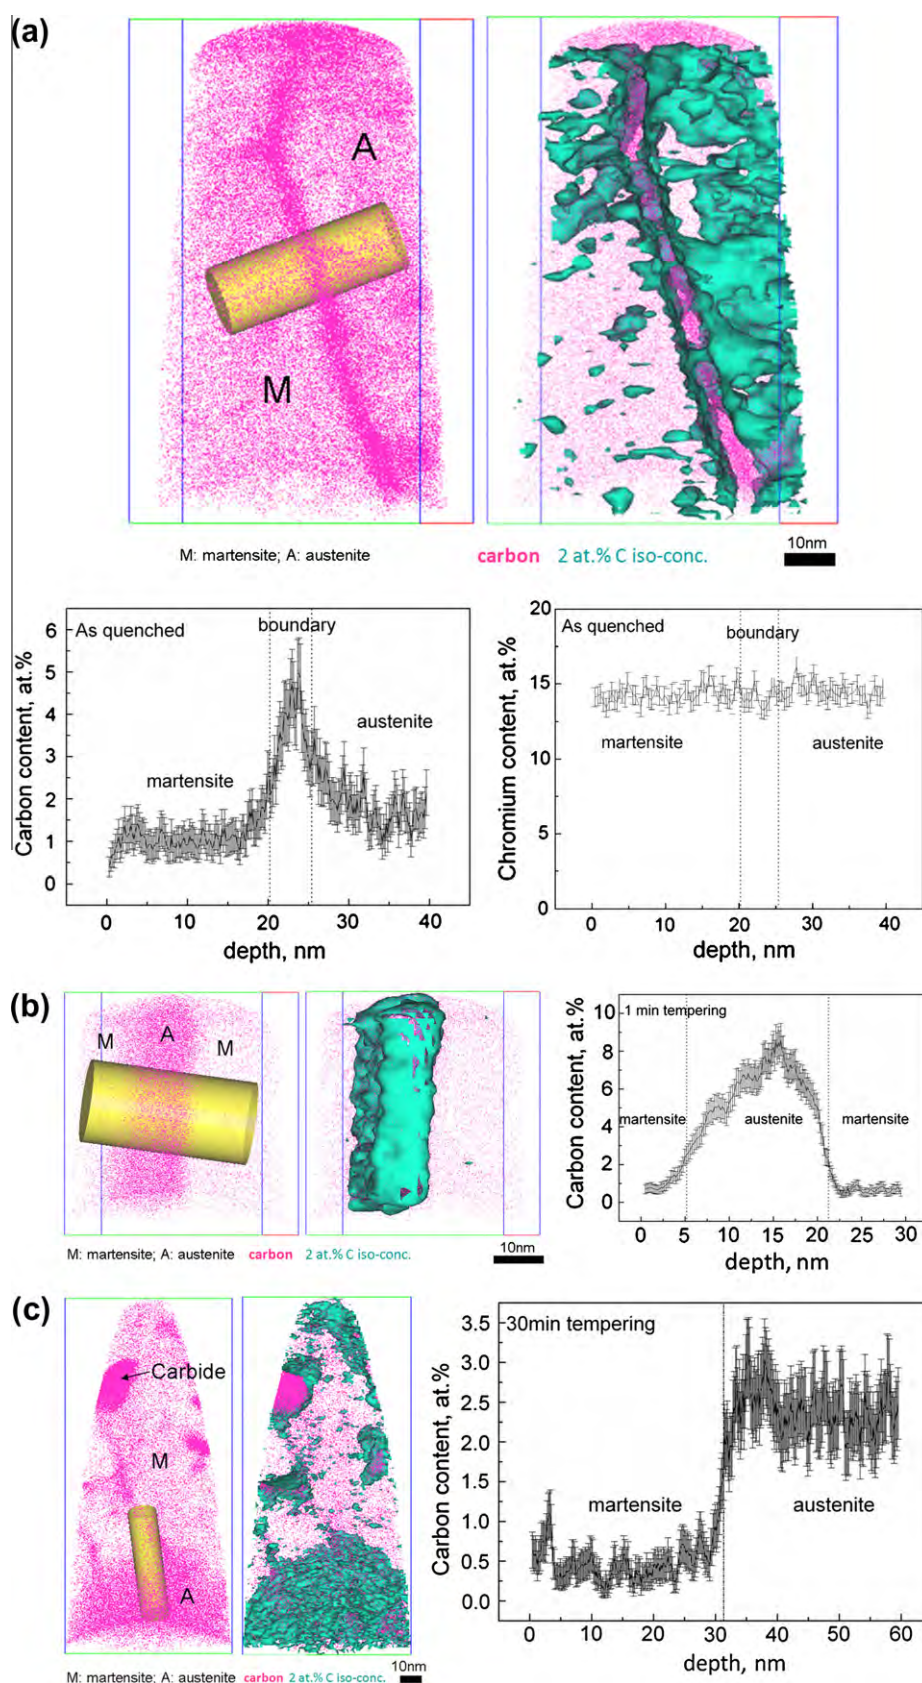 (a)
A
M
M: martensite; A: austenite
carbon 2 at.% C iso-conc.
10nm
As quenched
boundary
martensite
austenite
Carbon content, at.%
6
5
4
3
2
1
0
0 10 20 30 40
depth, nm
As quenched
boundary
martensite
austenite
Chromium content, at.%
20
15
10
5
0
0 10 20 30 40
depth, nm
(b)
M A M
M: martensite; A: austenite carbon 2 at.% C iso-conc.
10nm
1 min tempering
martensite austenite martensite
Carbon content, at.%
10
8
6
4
2
0
0 5 10 15 20 25 30
depth, nm
(c)
Carbide
M
A
M: martensite; A: austenite carbon 2 at.% C iso-conc.
10nm
30min tempering
martensite
austenite
Carbon content, at.%
3.5
3.0
2.5
2.0
1.5
1.0
0.5
0.0
0 10 20 30 40 50 60
depth, nm